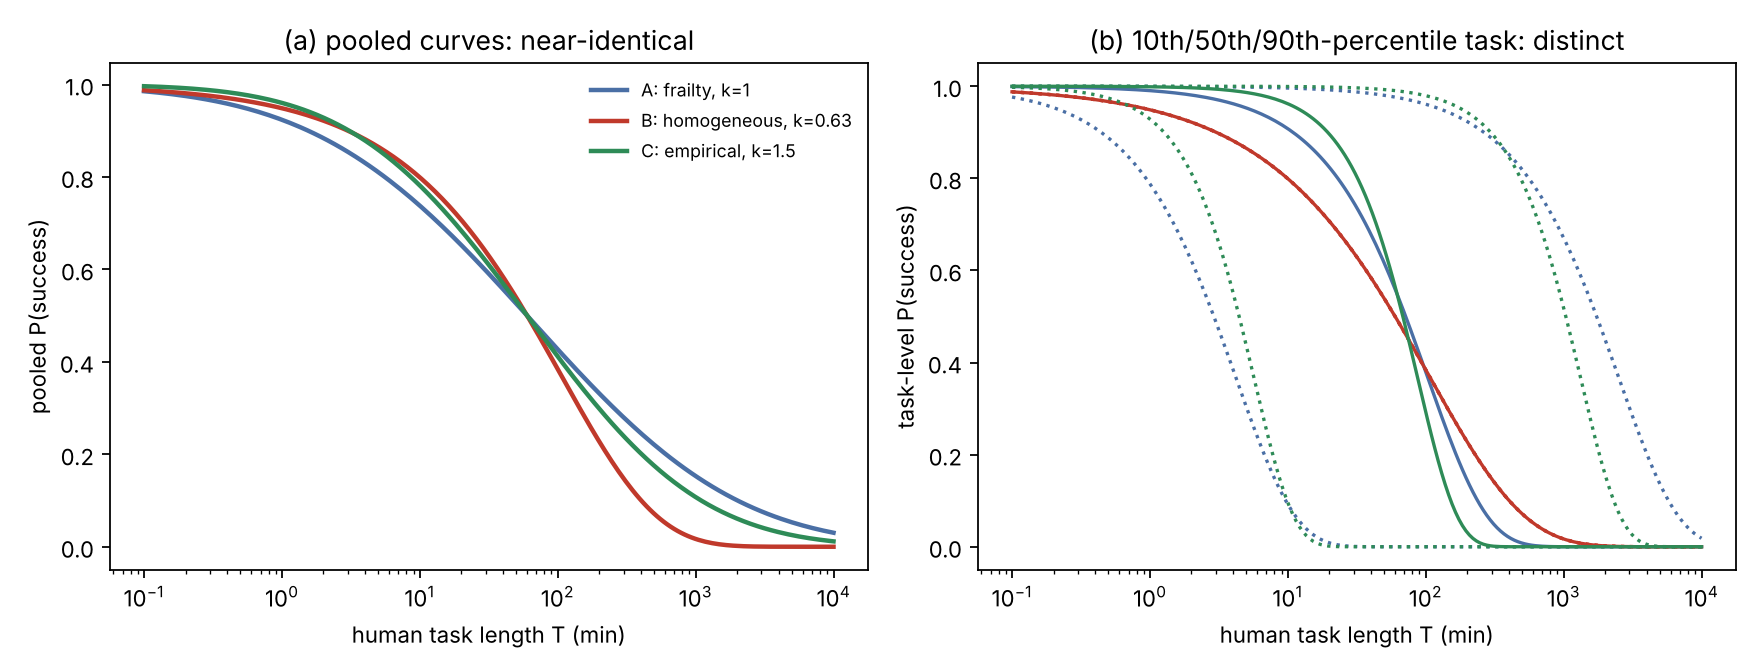 (a) pooled curves: near-identical
pooled P(success)
1.0
0.8
0.6
0.4
0.2
0.0
A: frailty, k=1
B: homogeneous, k=0.63
C: empirical, k=1.5
10⁻¹ 10⁰ 10¹ 10² 10³ 10⁴
human task length T (min)
(b) 10th/50th/90th-percentile task: distinct
task-level P(success)
1.0
0.8
0.6
0.4
0.2
0.0
10⁻¹ 10⁰ 10¹ 10² 10³ 10⁴
human task length T (min)